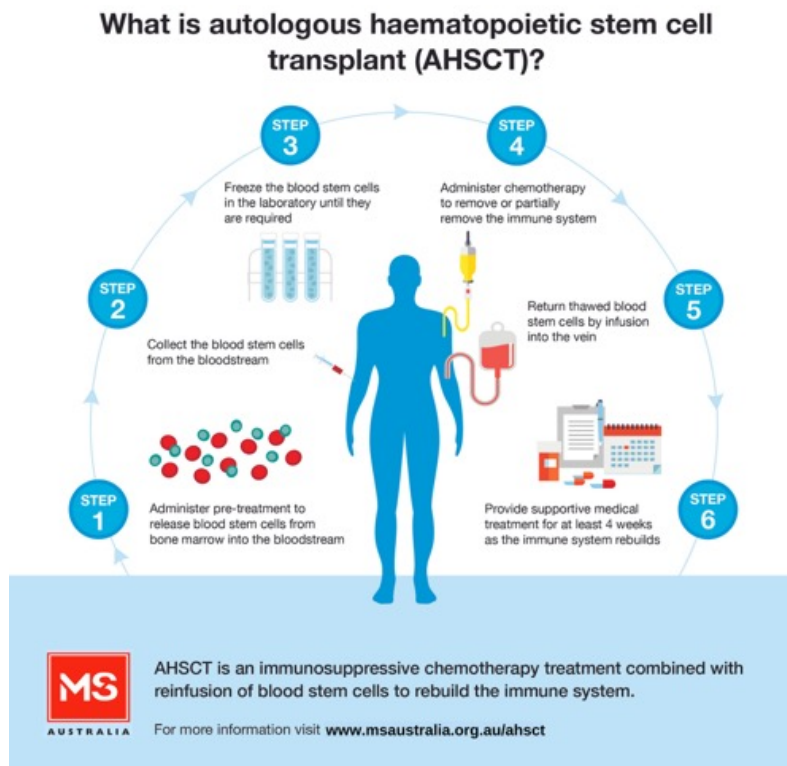 What is autologous haematopoietic stem cell
transplant (AHSCT)?
STEP
1
Administer pre-treatment to
release blood stem cells from
bone marrow into the bloodstream
STEP
2
Collect the blood stem cells
from the bloodstream
STEP
3
Freeze the blood stem cells
in the laboratory until they
are required
STEP
4
Administer chemotherapy
to remove or partially
remove the immune system
STEP
5
Return thawed blood
stem cells by infusion
into the vein
STEP
6
Provide supportive medical
treatment for at least 4 weeks
as the immune system rebuilds
MS
AUSTRALIA
AHSCT is an immunosuppressive chemotherapy treatment combined with
reinfusion of blood stem cells to rebuild the immune system.
For more information visit www.msaustralia.org.au/ahsct